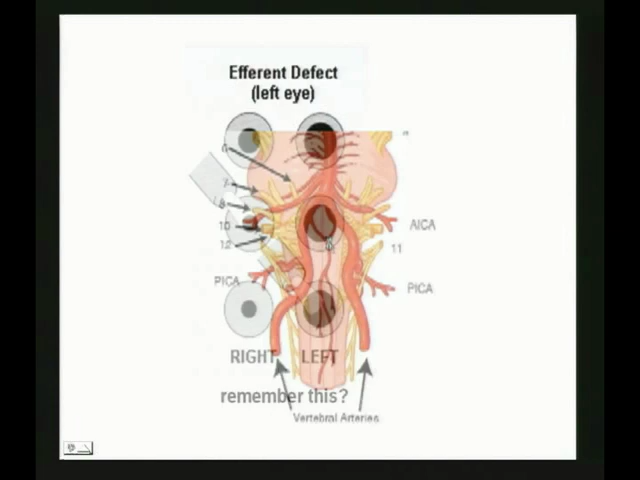 Efferent Defect
(left eye)
6
7
8
10
12
AICA
11
PICA
PICA
RIGHT LEFT
remember this?
Vertebral Arteries